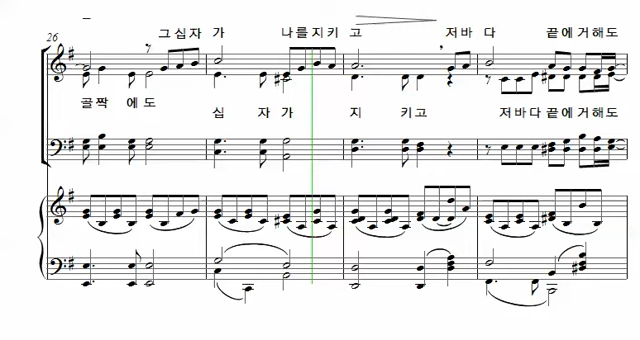 그십자 가 나를지키 고 저바 다 끝에거해도
26
골짝 에도 십 자가 지 키고 저바다끝에거해도